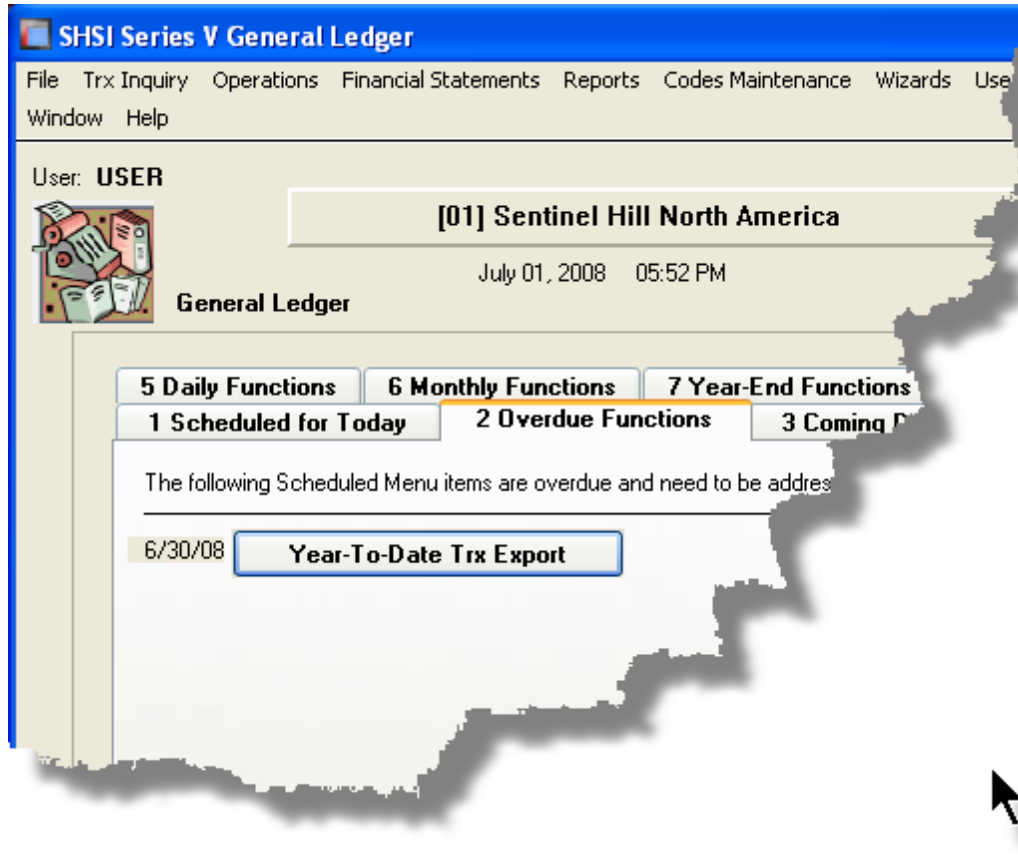 SHSI Series V General Ledger
File Trx Inquiry Operations Financial Statements Reports Codes Maintenance Wizards
Window Help
User: USER
[01] Sentinel Hill North America
July 01, 2008 05:52 PM
General Ledger
5 Daily Functions 6 Monthly Functions 7 Year-End Functions
1 Scheduled for Today 2 Overdue Functions 3 Coming
The following Scheduled Menu items are overdue and need to be
6/30/08 Year-To-Date Trx Export